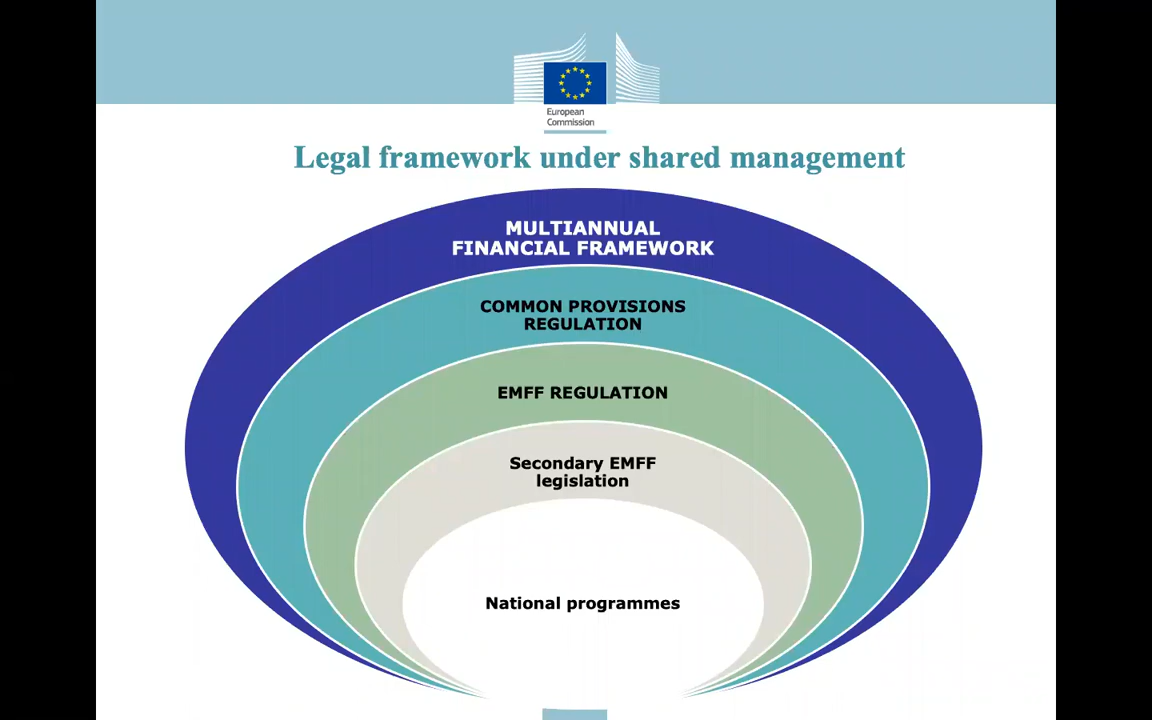 European
Commission
Legal framework under shared management
MULTIANNUAL
FINANCIAL FRAMEWORK
COMMON PROVISIONS
REGULATION
EMFF REGULATION
Secondary EMFF
legislation
National programmes